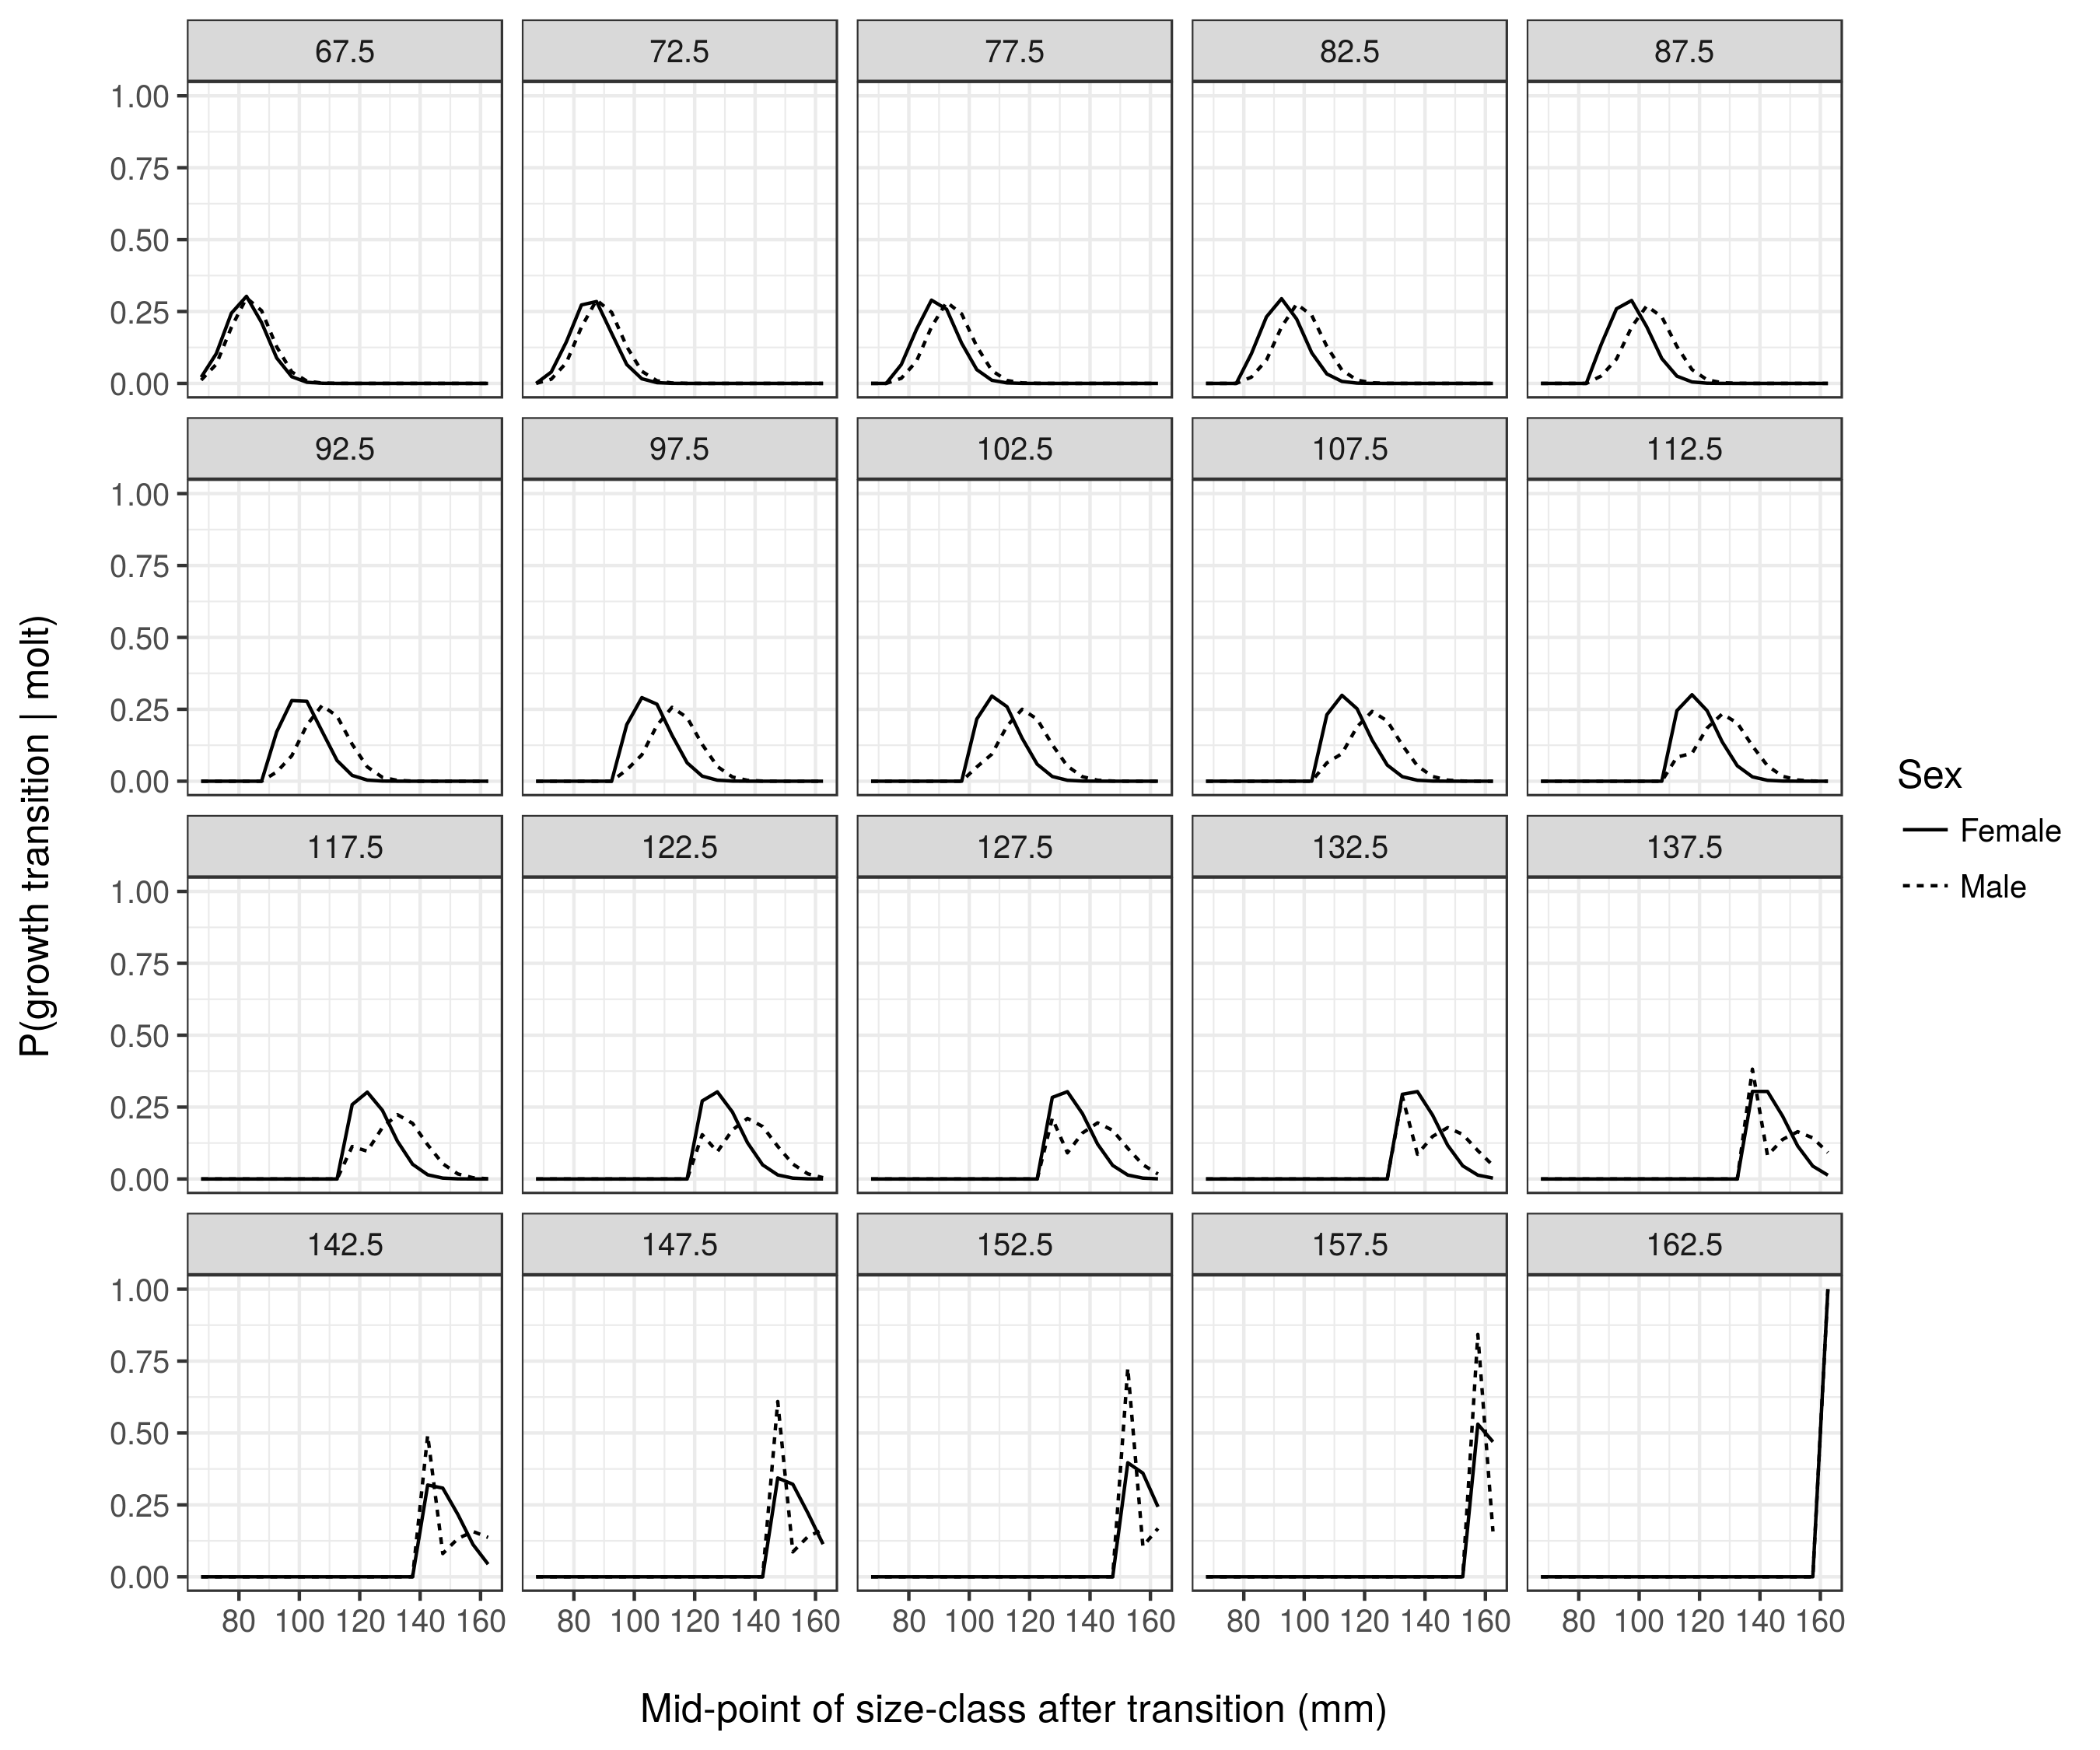 67.5 72.5 77.5 82.5 87.5
1.00
0.75
0.50
0.25
0.00
92.5 97.5 102.5 107.5 112.5
1.00
0.75
0.50
0.25
0.00
117.5 122.5 127.5 132.5 137.5
1.00
0.75
0.50
0.25
0.00
142.5 147.5 152.5 157.5 162.5
1.00
0.75
0.50
0.25
0.00
80 100 120 140 160 80 100 120 140 160 80 100 120 140 160 80 100 120 140 160 80 100 120 140 160
Mid-point of size-class after transition (mm)
P(growth transition | molt)
Sex
Female
Male